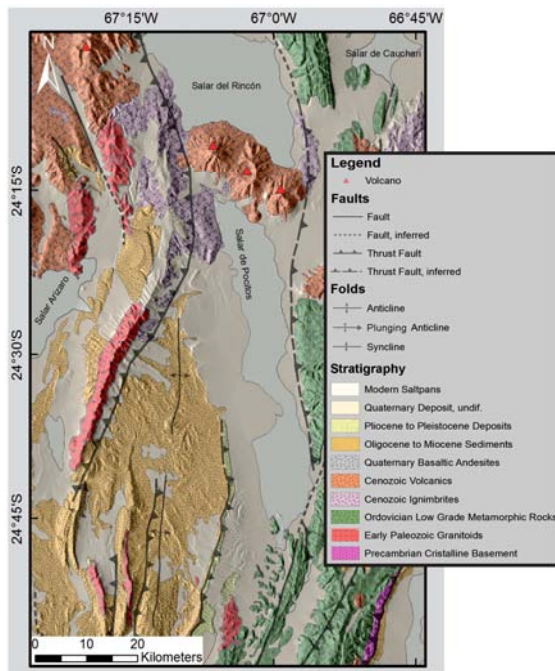 67°15'W 67°0'W 66°45'W
N
Salar de Cauchari
Salar del Rincón
24°15'S
Salar de Pocitos
Salar Arizaro
24°30'S
24°45'S
0 10 20
Kilometers
Legend
Volcano
Faults
Fault
Fault, inferred
Thrust Fault
Thrust Fault, inferred
Folds
Anticline
Plunging Anticline
Syncline
Stratigraphy
Modern Saltpans
Quaternary Deposit, undif.
Pliocene to Pleistocene Deposits
Oligocene to Miocene Sediments
Quaternary Basaltic Andesites
Cenozoic Volcanics
Cenozoic Ignimbrites
Ordovician Low Grade Metamorphic Rocks
Early Paleozoic Granitoids
Precambrian Cristalline Basement